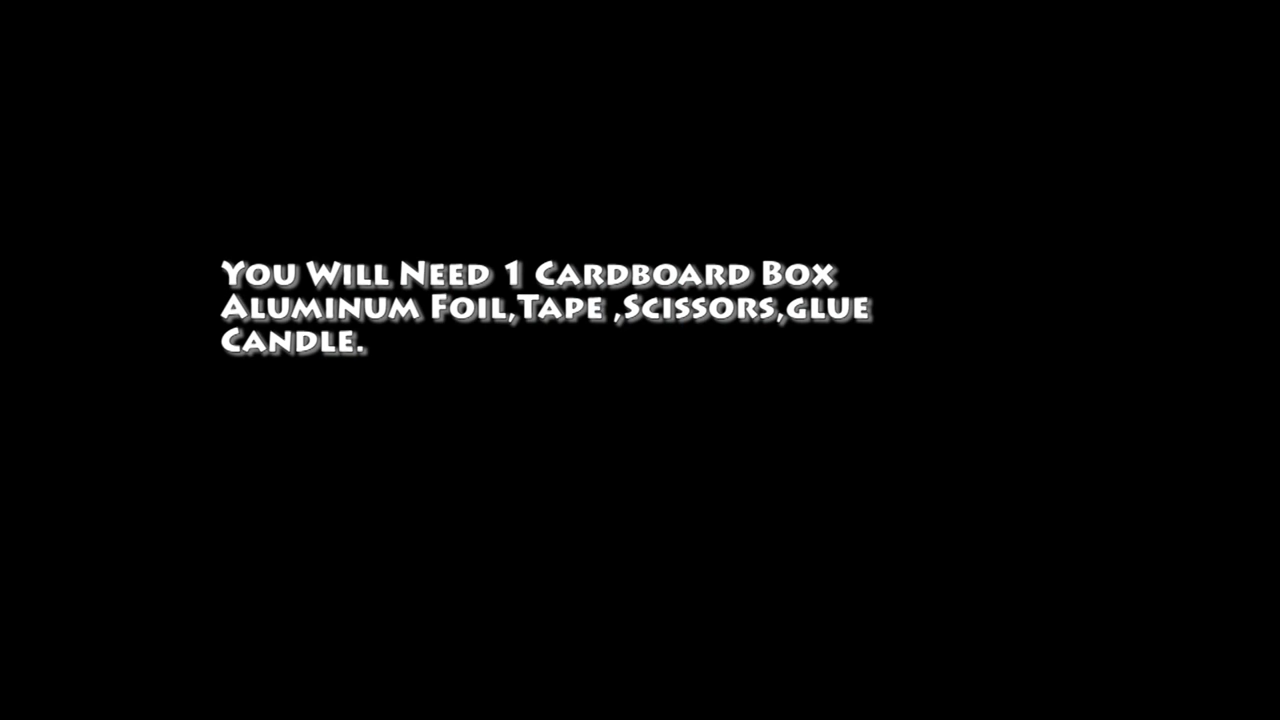 You Will Need 1 Cardboard Box
Aluminum Foil,Tape ,Scissors,glue
Candle.